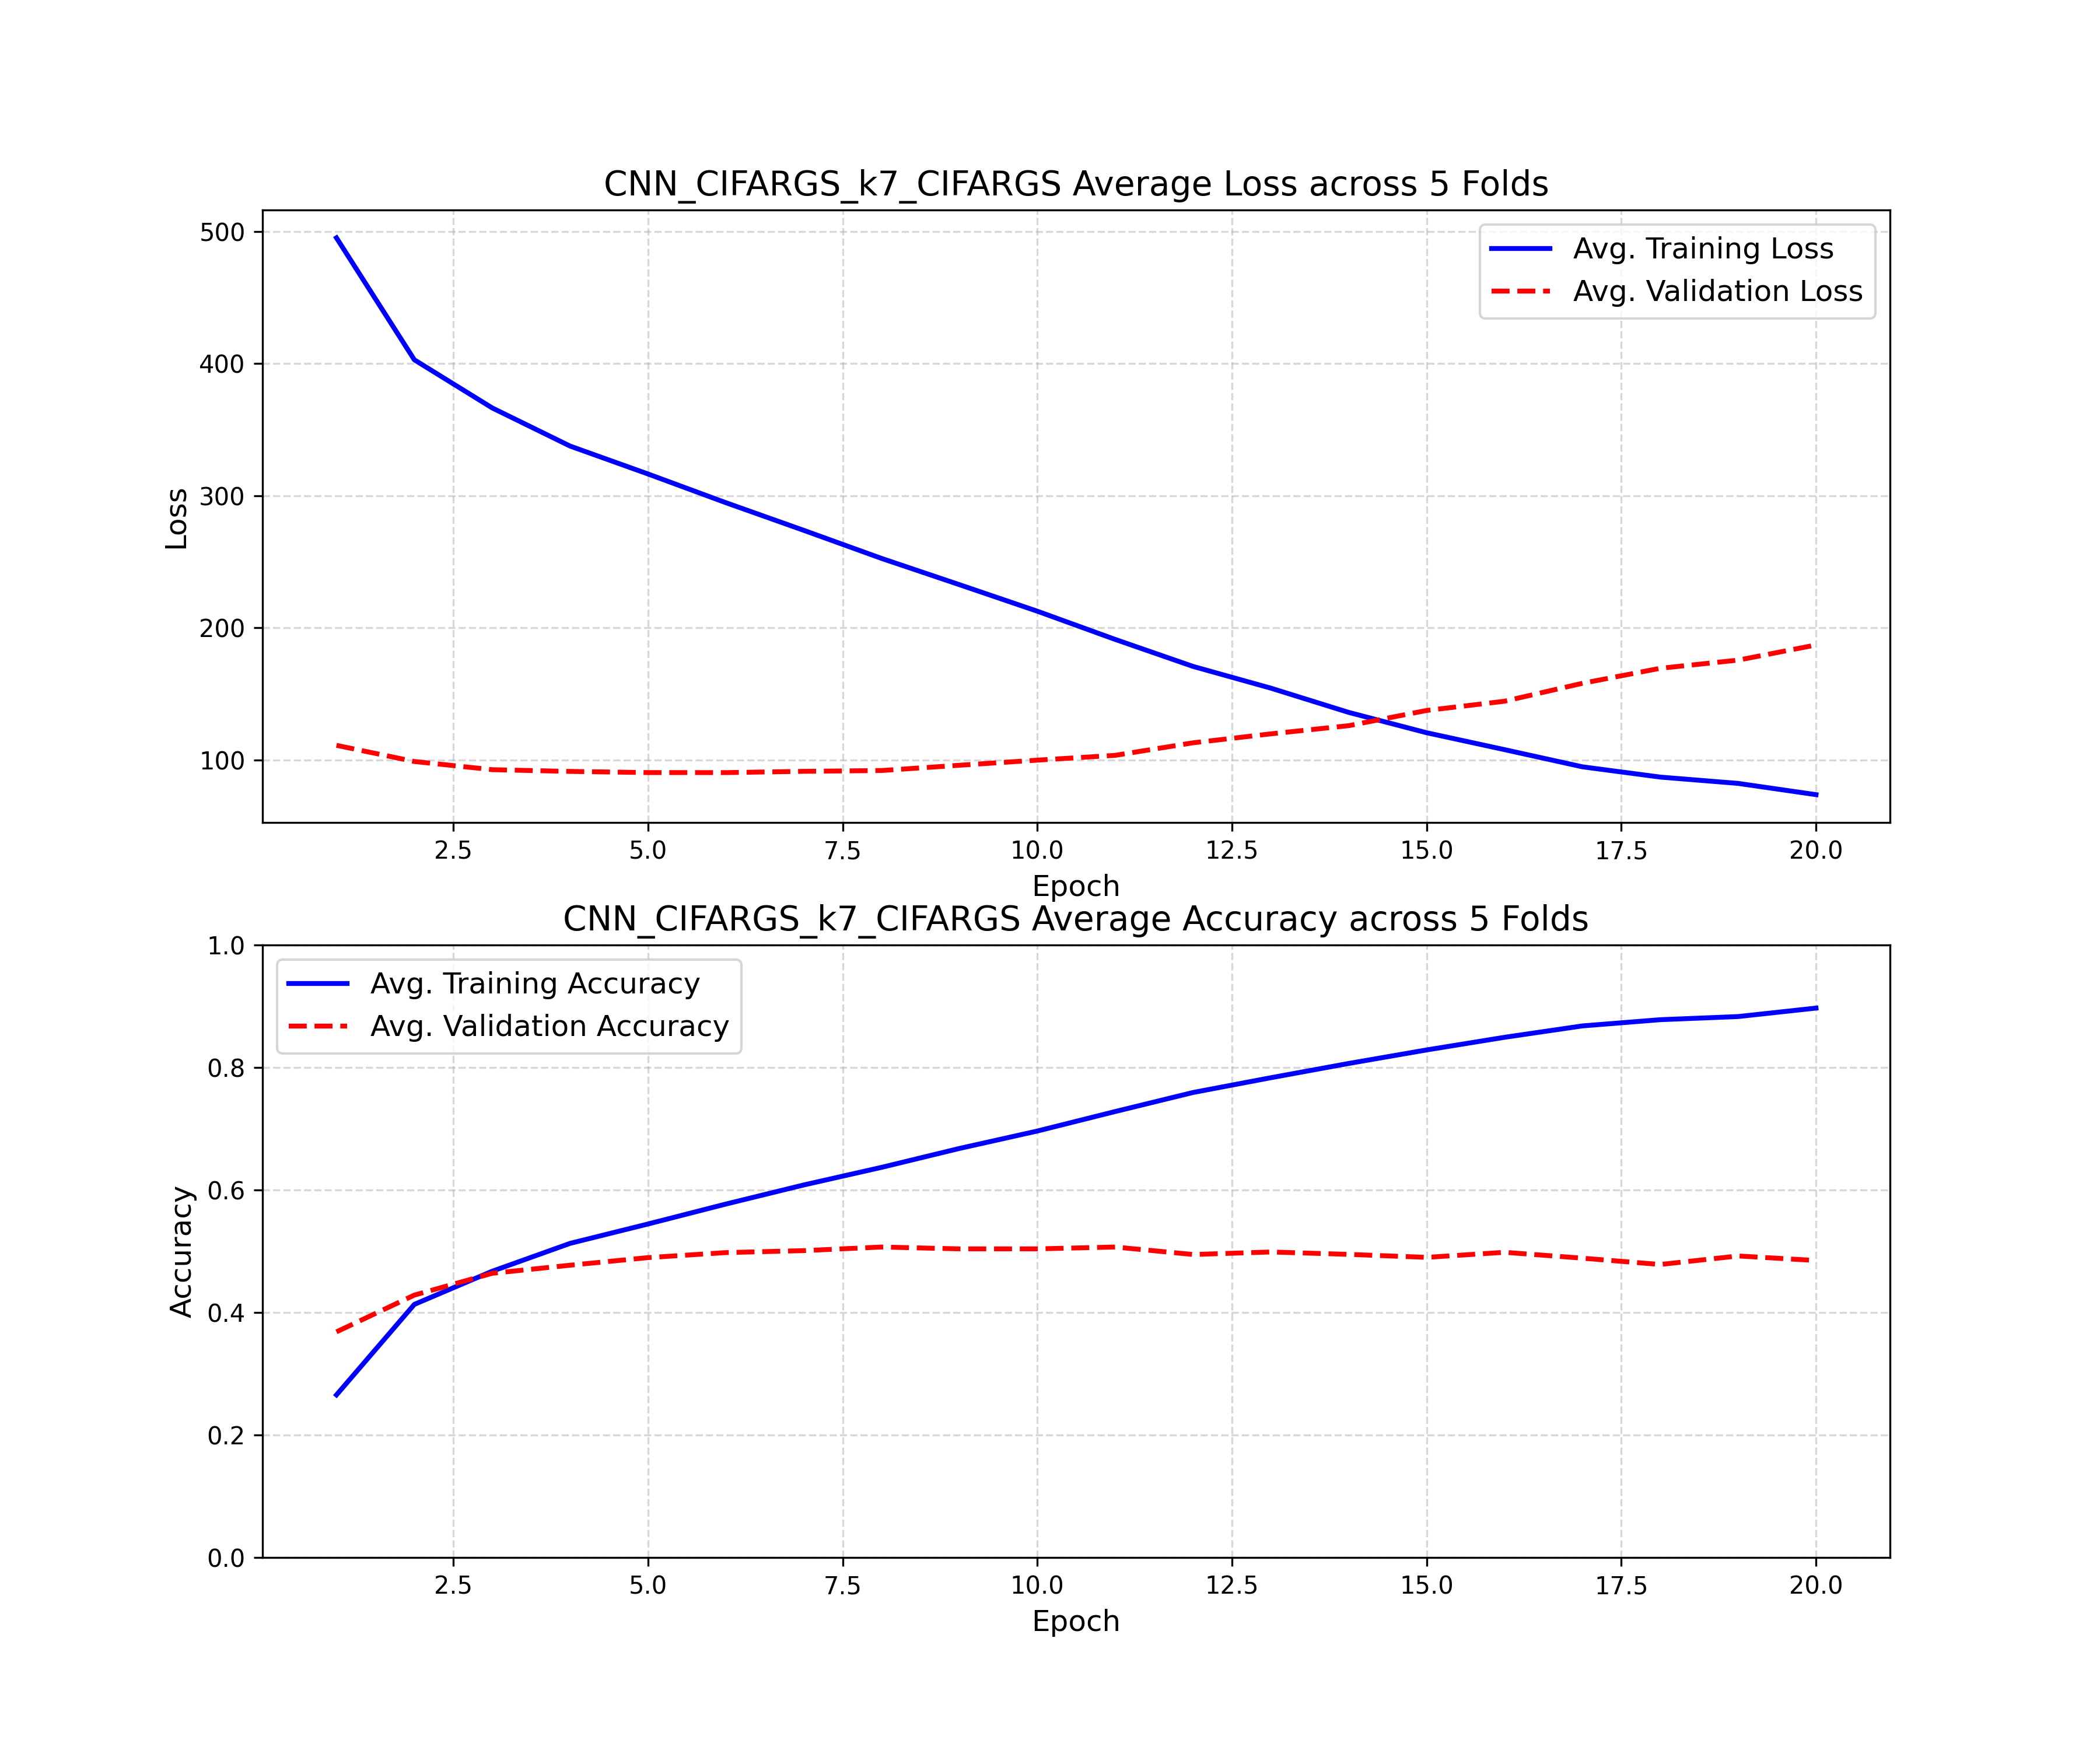 CNN_CIFARGS_k7_CIFARGS Average Loss across 5 Folds
500
400
300
200
100
Loss
Avg. Training Loss
Avg. Validation Loss
2.5 5.0 7.5 10.0 12.5 15.0 17.5 20.0
Epoch
CNN_CIFARGS_k7_CIFARGS Average Accuracy across 5 Folds
1.0
0.8
0.6
0.4
0.2
0.0
Accuracy
Avg. Training Accuracy
Avg. Validation Accuracy
2.5 5.0 7.5 10.0 12.5 15.0 17.5 20.0
Epoch